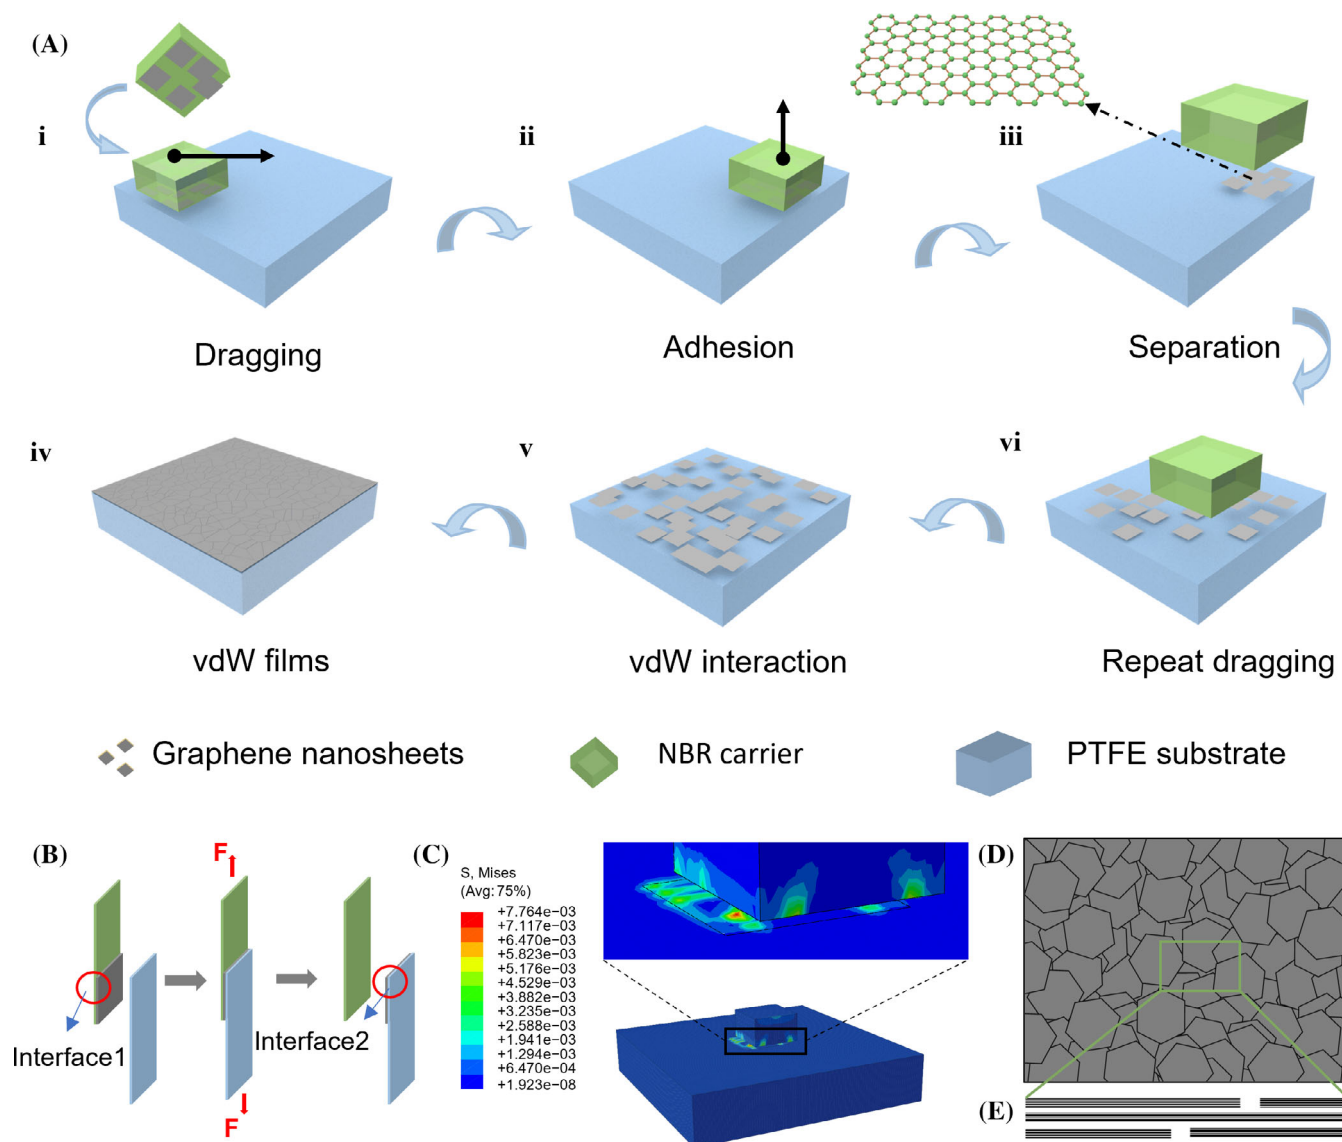 (A)
i
ii
iii
Dragging
Adhesion
Separation
iv
v
vi
vdW films
vdW interaction
Repeat dragging
Graphene nanosheets
NBR carrier
PTFE substrate
(B)
F
Interface1
Interface2
F
(C)
S, Mises
(Avg: 75%)
+7.764e−03
+7.117e−03
+6.470e−03
+5.823e−03
+5.176e−03
+4.529e−03
+3.882e−03
+3.235e−03
+2.588e−03
+1.941e−03
+1.294e−03
+6.470e−04
+1.923e−08
(D)
(E)